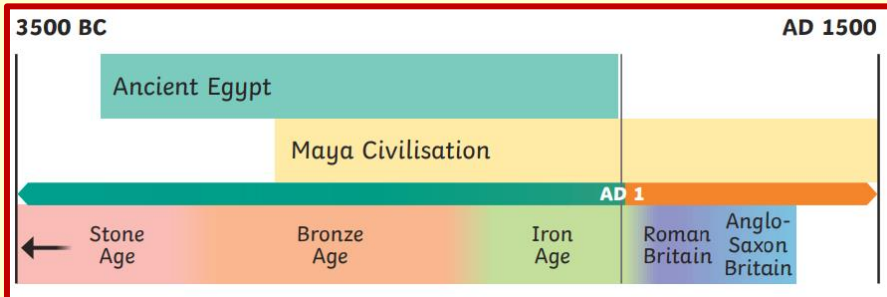 3500 BC
AD 1500
Ancient Egypt
Maya Civilisation
AD 1
Stone
Age
Bronze
Age
Iron
Age
Roman
Britain
Anglo-
Saxon
Britain